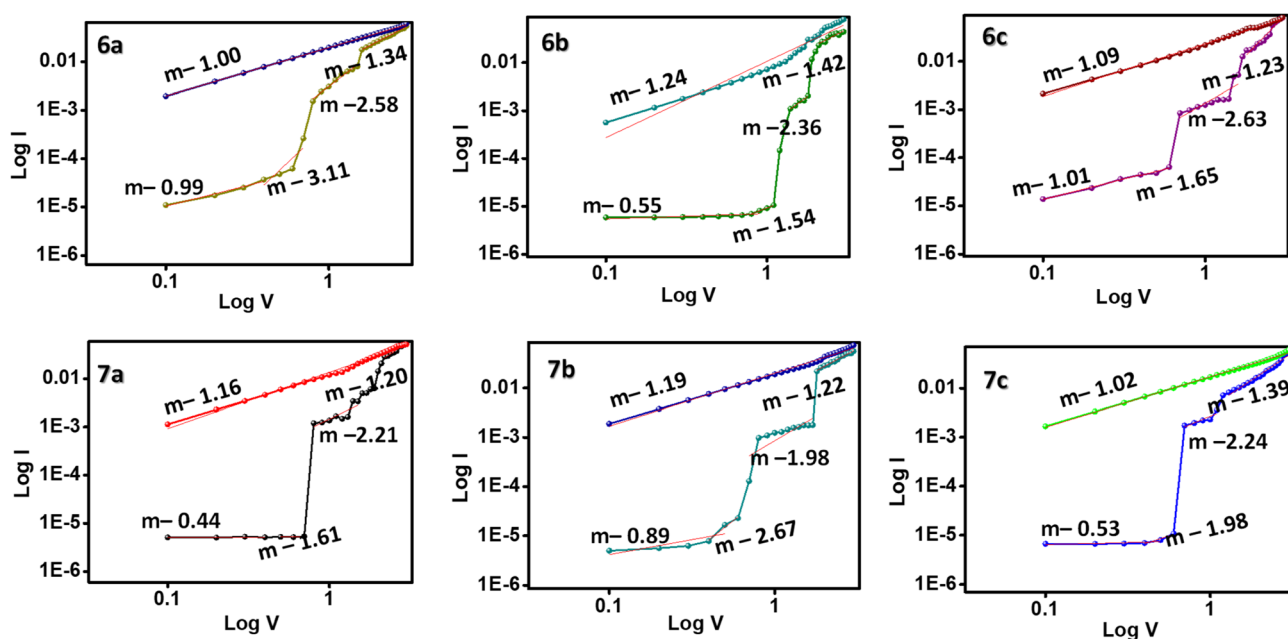 6a
0.01
1E-3
1E-4
1E-5
1E-6
Log I
m– 1.00
m – 1.34
m –2.58
m– 0.99
m – 3.11
0.1
1
Log V
6b
0.01
1E-3
1E-4
1E-5
1E-6
Log I
m– 1.24
m – 1.42
m –2.36
m– 0.55
m – 1.54
0.1
1
Log V
6c
0.01
1E-3
1E-4
1E-5
1E-6
Log I
m– 1.09
m – 1.23
m –2.63
m– 1.01
m – 1.65
0.1
1
Log V
7a
0.01
1E-3
1E-4
1E-5
1E-6
Log I
m– 1.16
m – 1.20
m –2.21
m– 0.44
m – 1.61
0.1
1
Log V
7b
0.01
1E-3
1E-4
1E-5
1E-6
Log I
m– 1.19
m – 1.22
m –1.98
m– 0.89
m – 2.67
0.1
1
Log V
7c
0.01
1E-3
1E-4
1E-5
1E-6
Log I
m– 1.02
m – 1.39
m –2.24
m– 0.53
m – 1.98
0.1
1
Log V